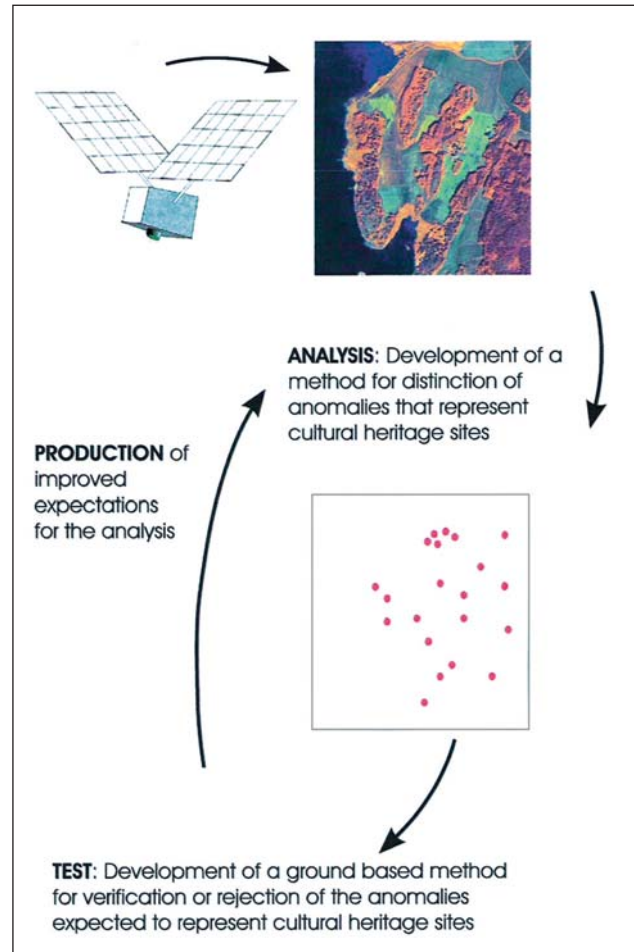 ANALYSIS: Development of a
method for distinction of
anomalies that represent
cultural heritage sites
PRODUCTION of
improved
expectations
for the analysis
TEST: Development of a ground based method
for verification or rejection of the anomalies
expected to represent cultural heritage sites